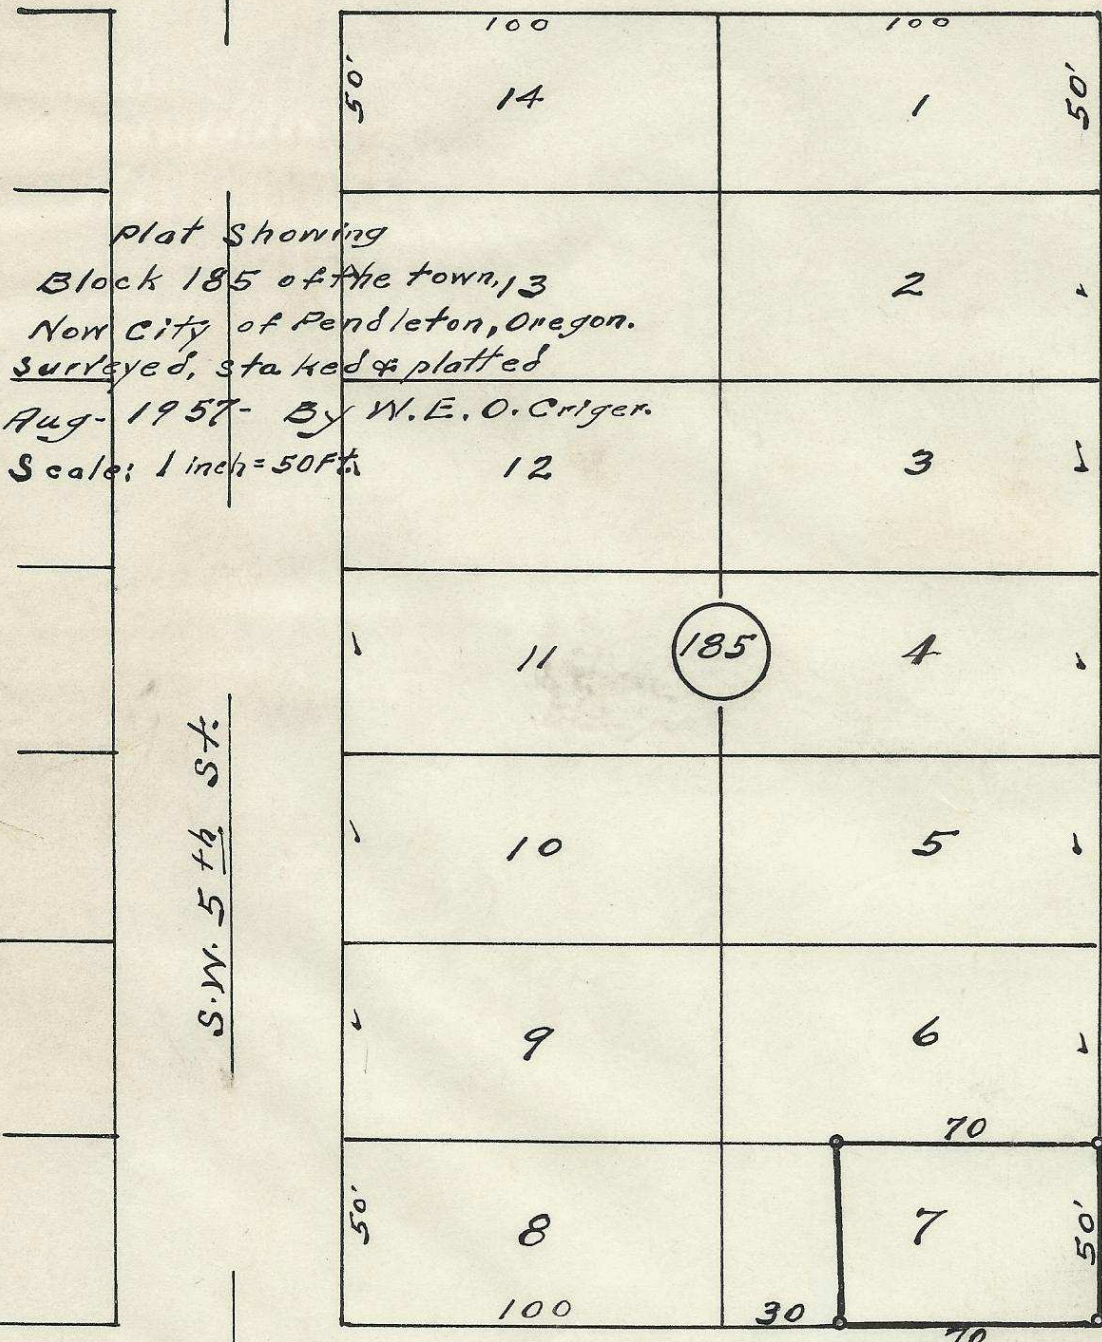 100 100
50' 14 1 50'
Plat Showing
Block 185 of the town, 13
2
Now City of Pendleton, Oregon.
Surveyed, staked & platted
Aug- 1957- By W.E.O. Criger.
Scale: 1 inch = 50Ft.
12 3
11 185 4
S.W. 5th St.
10 5
9 6
70
50' 8 7 50'
100 30
70